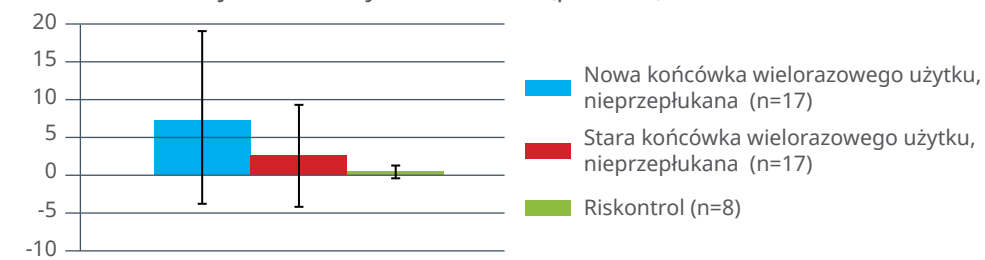 20
15
10
5
0
-5
-10
Nowa końcówka wielorazowego użytku,
nieprzepłukana (n=17)
Stara końcówka wielorazowego użytku,
nieprzepłukana (n=17)
Riskontrol (n=8)